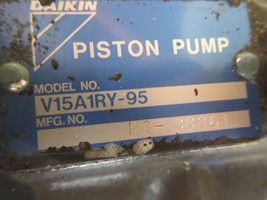 DAIKIN
PISTON PUMP
MODEL NO.
V15A1RY-95
MFG. NO.